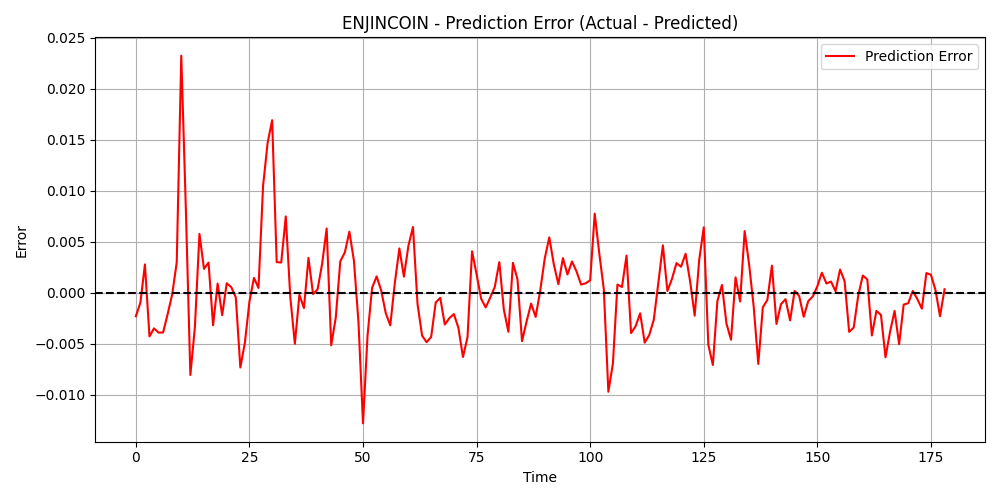 ENJINCOIN - Prediction Error (Actual - Predicted)
Prediction Error
Error
0.025
0.020
0.015
0.010
0.005
0.000
−0.005
−0.010
0 25 50 75 100 125 150 175
Time